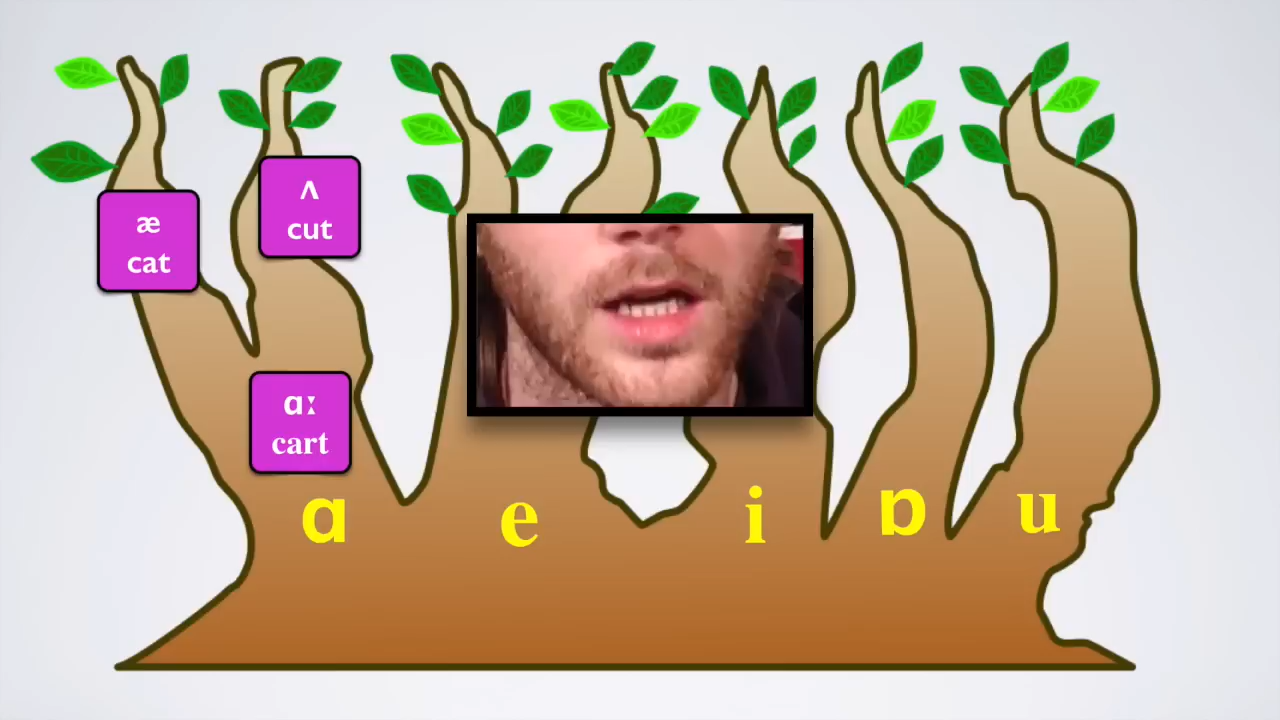 ʌ
cut
æ
cat
ɑː
cart
ɑ e i ɒ u